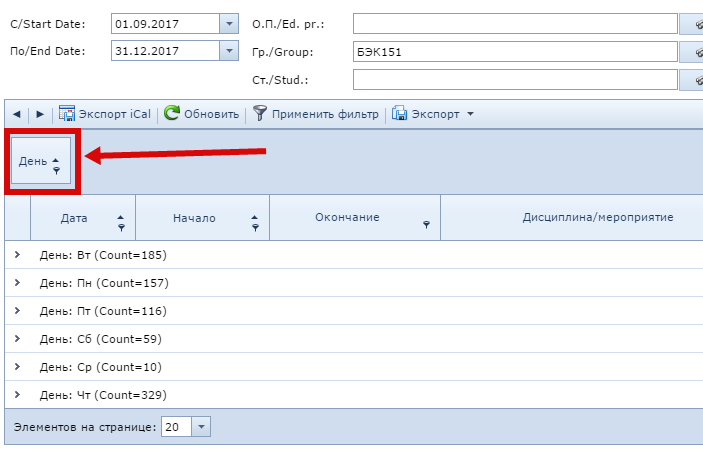 С/Start Date: 01.09.2017 О.П./Ed. pr.:
По/End Date: 31.12.2017 Гр./Group: БЭК151
Ст./Stud.:
Экспорт iCal Обновить Применить фильтр Экспорт
День
Дата Начало Окончание Дисциплина/мероприятие
День: Вт (Count=185)
День: Пн (Count=157)
День: Пт (Count=116)
День: Сб (Count=59)
День: Ср (Count=10)
День: Чт (Count=329)
Элементов на странице: 20